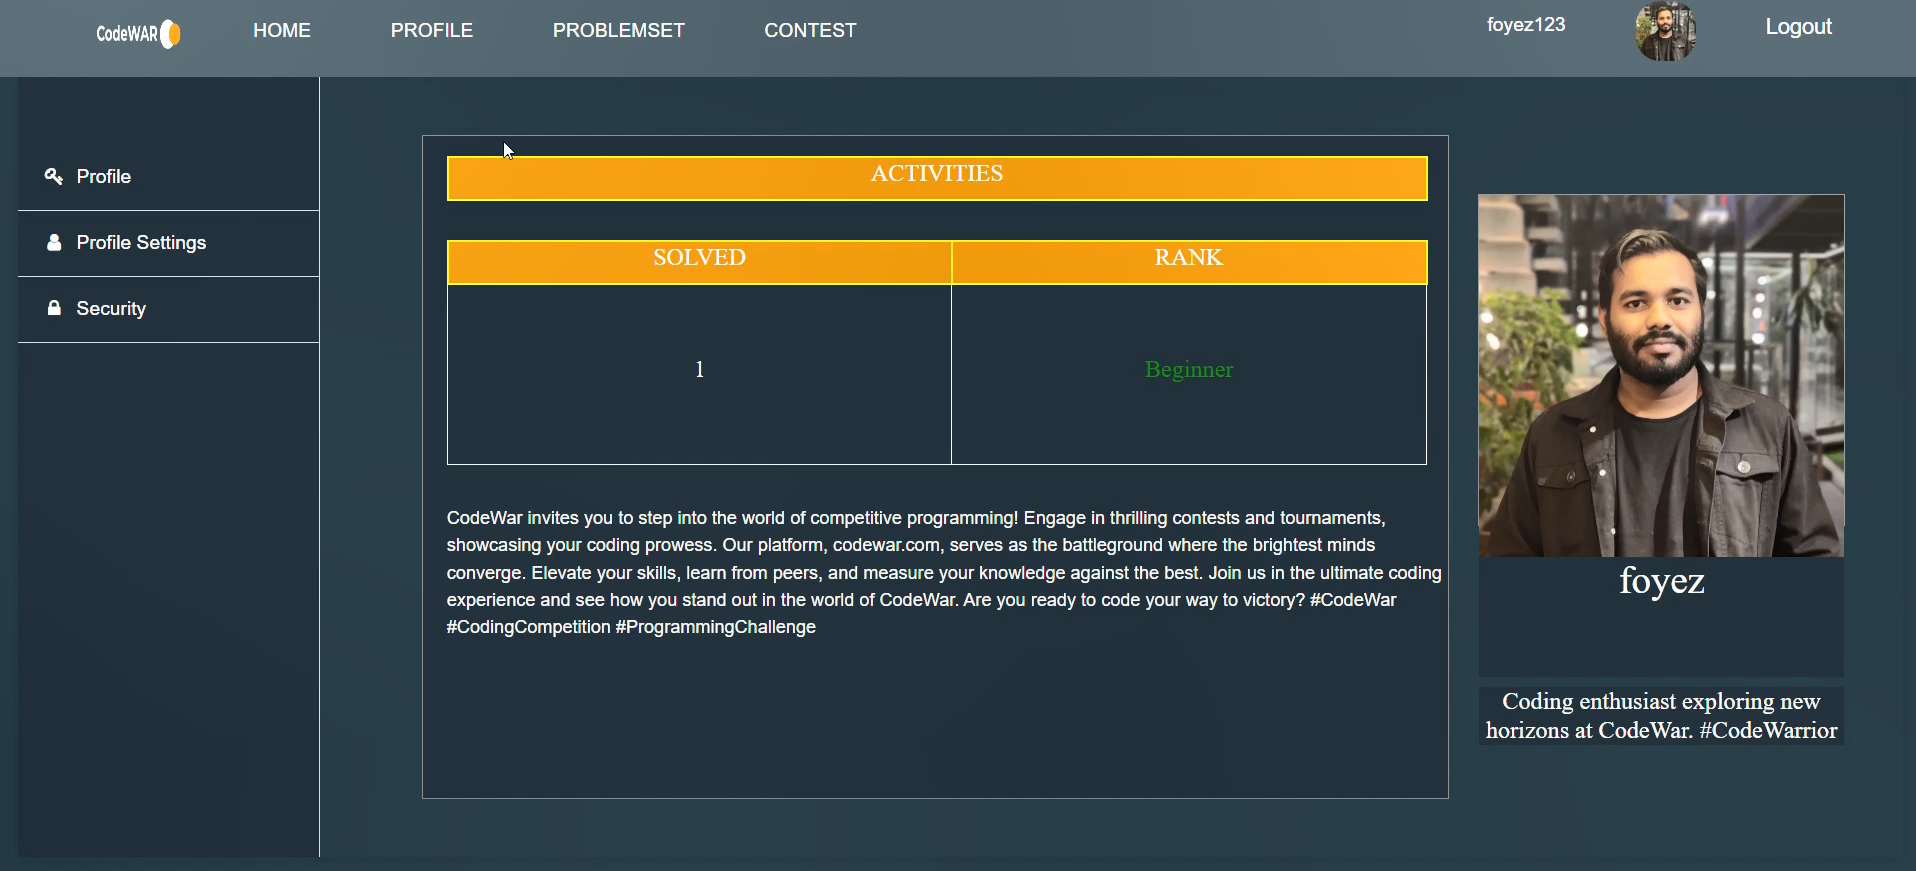 CodeWAR
HOME
PROFILE
PROBLEMSET
CONTEST
foyez123
Logout
Profile
Profile Settings
Security
ACTIVITIES
SOLVED
RANK
1
Beginner
CodeWar invites you to step into the world of competitive programming! Engage in thrilling contests and tournaments,
showcasing your coding prowess. Our platform, codewar.com, serves as the battleground where the brightest minds
converge. Elevate your skills, learn from peers, and measure your knowledge against the best. Join us in the ultimate coding
experience and see how you stand out in the world of CodeWar. Are you ready to code your way to victory? #CodeWar
#CodingCompetition #ProgrammingChallenge
foyez
Coding enthusiast exploring new
horizons at CodeWar. #CodeWarrior